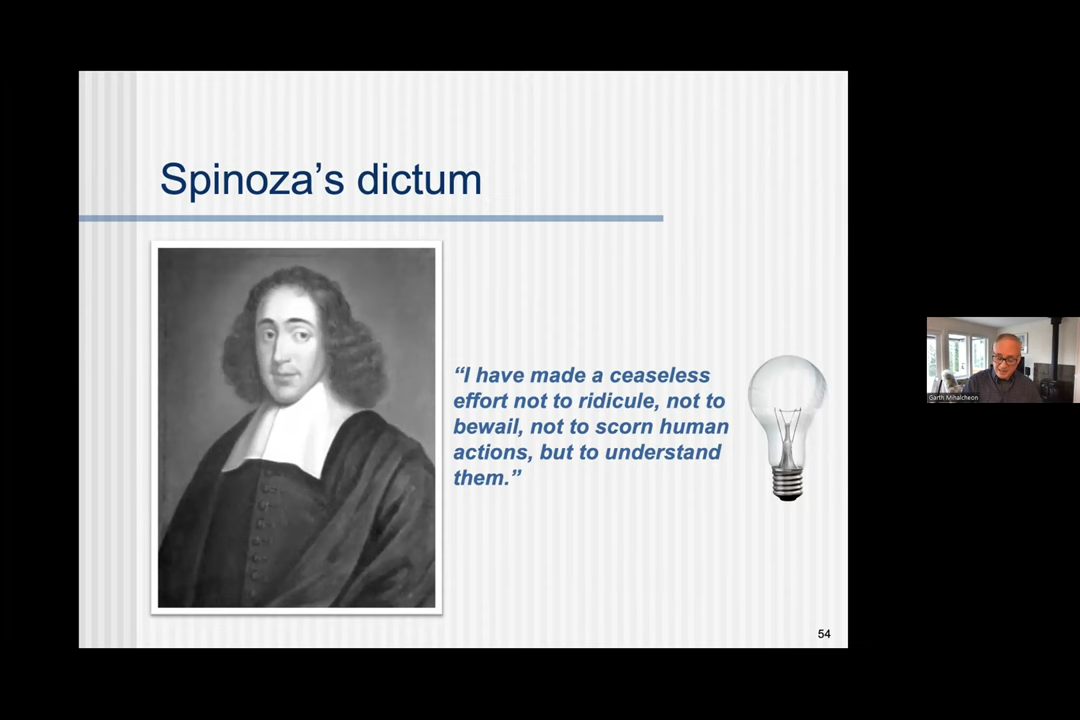 Spinoza’s dictum
“I have made a ceaseless
effort not to ridicule, not to
bewail, not to scorn human
actions, but to understand
them.”
Garth Mihalcheon
54